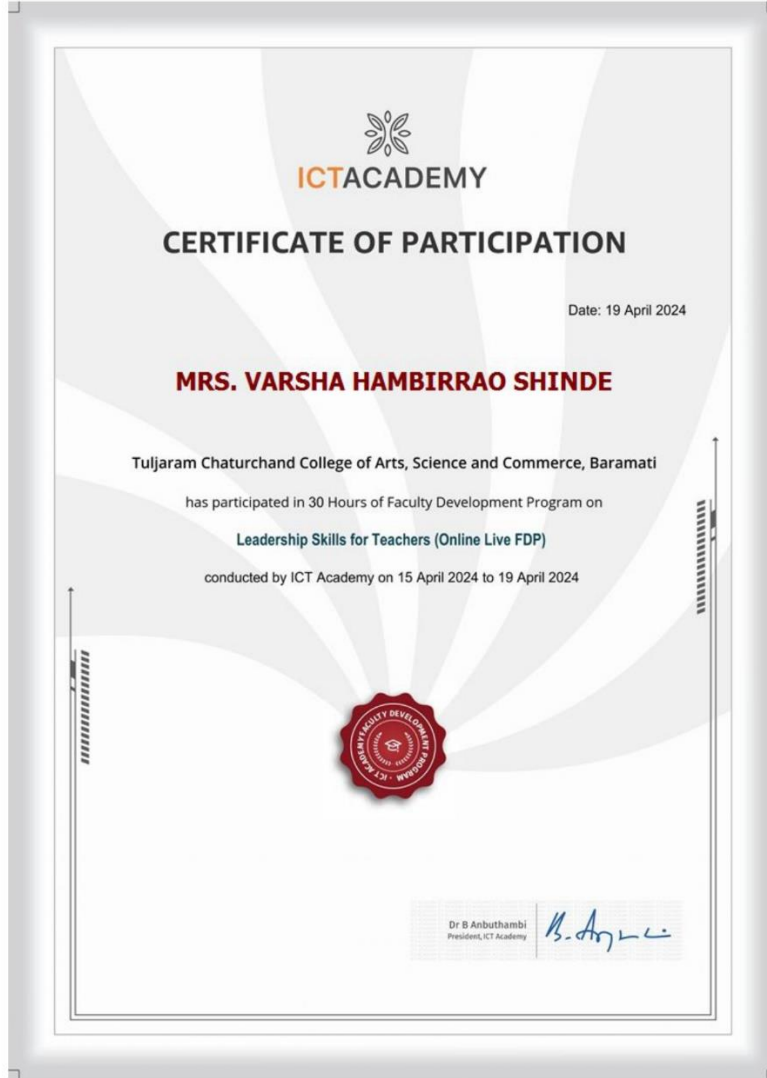 ICTACADEMY
CERTIFICATE OF PARTICIPATION
Date: 19 April 2024
MRS. VARSHA HAMBIRRAO SHINDE
Tuljaram Chaturchand College of Arts, Science and Commerce, Baramati
has participated in 30 Hours of Faculty Development Program on
Leadership Skills for Teachers (Online Live FDP)
conducted by ICT Academy on 15 April 2024 to 19 April 2024
FACULTY DEVELOPMENT PROGRAM · ICT ACADEMY
Dr B Anbuthambi
President, ICT Academy